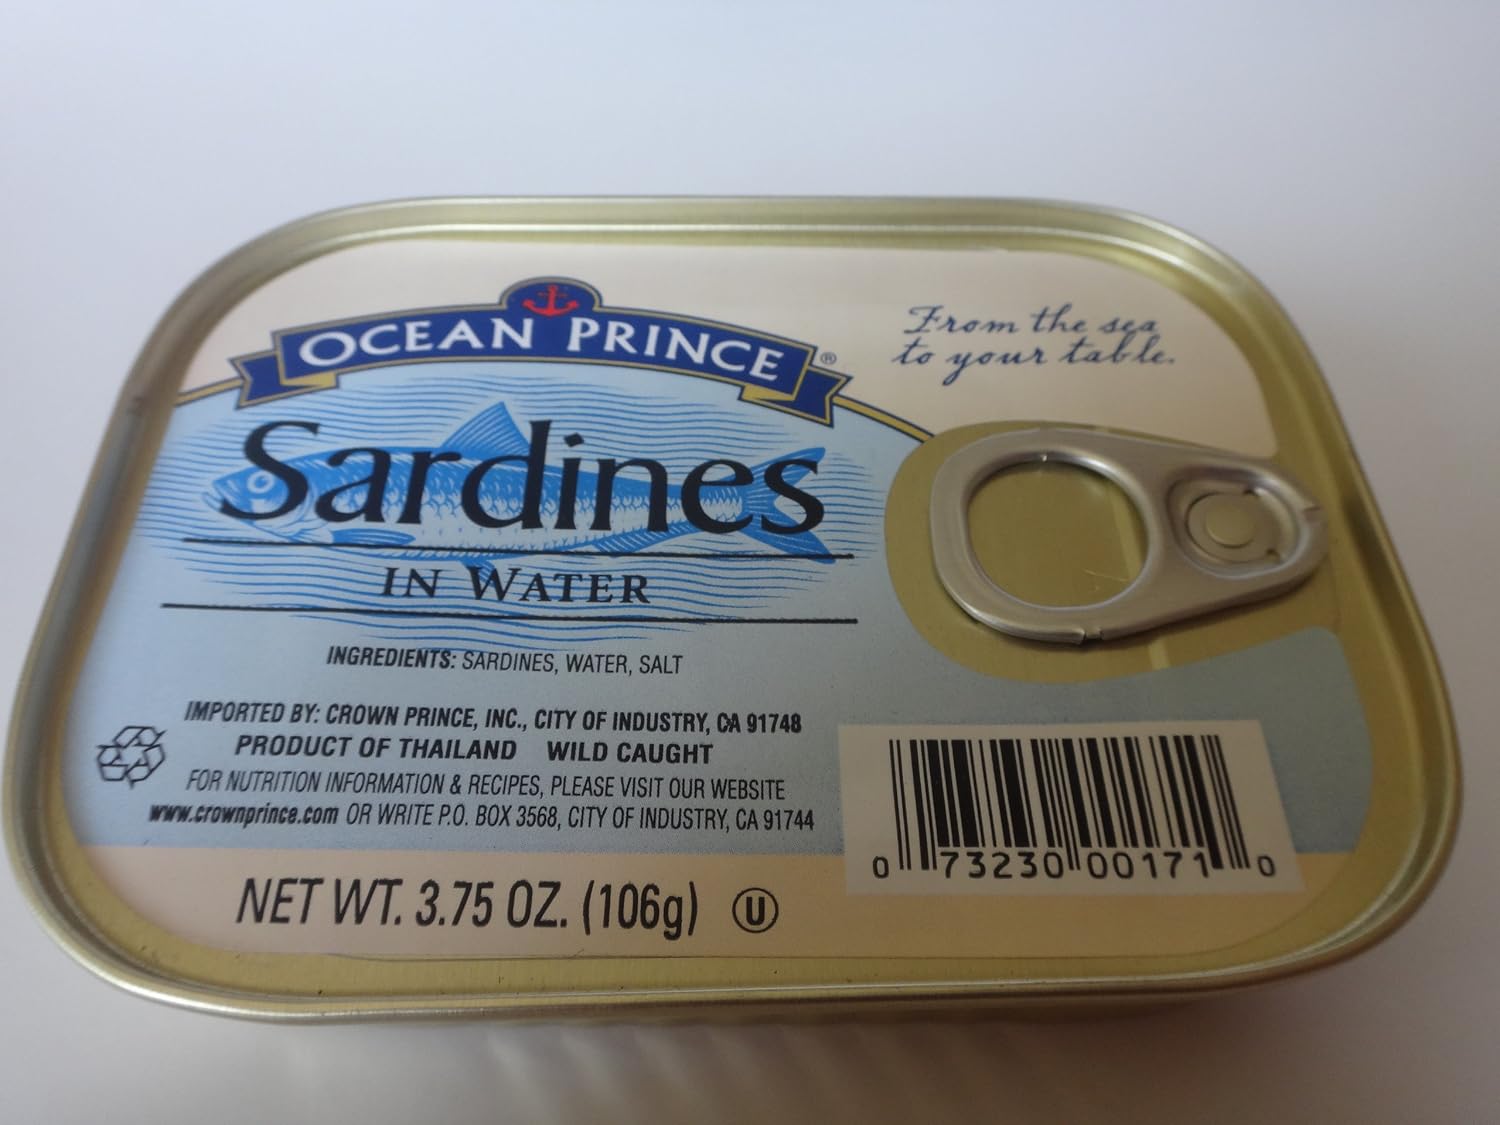 OCEAN PRINCE®
From the sea
to your table.
Sardines
IN WATER
INGREDIENTS: SARDINES, WATER, SALT
IMPORTED BY: CROWN PRINCE, INC., CITY OF INDUSTRY, CA 91748
PRODUCT OF THAILAND WILD CAUGHT
FOR NUTRITION INFORMATION & RECIPES, PLEASE VISIT OUR WEBSITE
www.crownprince.com OR WRITE P.O. BOX 3568, CITY OF INDUSTRY, CA 91744
0 73230 00171 0
NET WT. 3.75 OZ. (106g) U